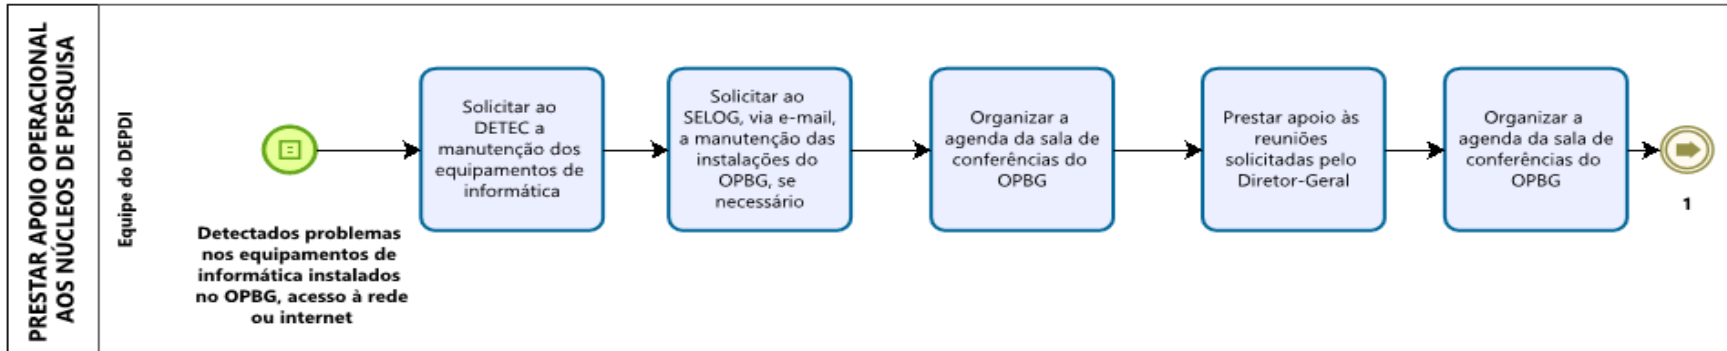 PRESTAR APOIO OPERACIONAL
AOS NÚCLEOS DE PESQUISA
Equipe do DEPDI
Detectados problemas
nos equipamentos de
informática instalados
no OPBG, acesso à rede
ou internet
Solicitar ao
DETEC a
manutenção dos
equipamentos de
informática
Solicitar ao
SELOG, via e-mail,
a manutenção das
instalações do
OPBG, se
necessário
Organizar a
agenda da sala de
conferências do
OPBG
Prestar apoio às
reuniões
solicitadas pelo
Diretor-Geral
Organizar a
agenda da sala de
conferências do
OPBG
1